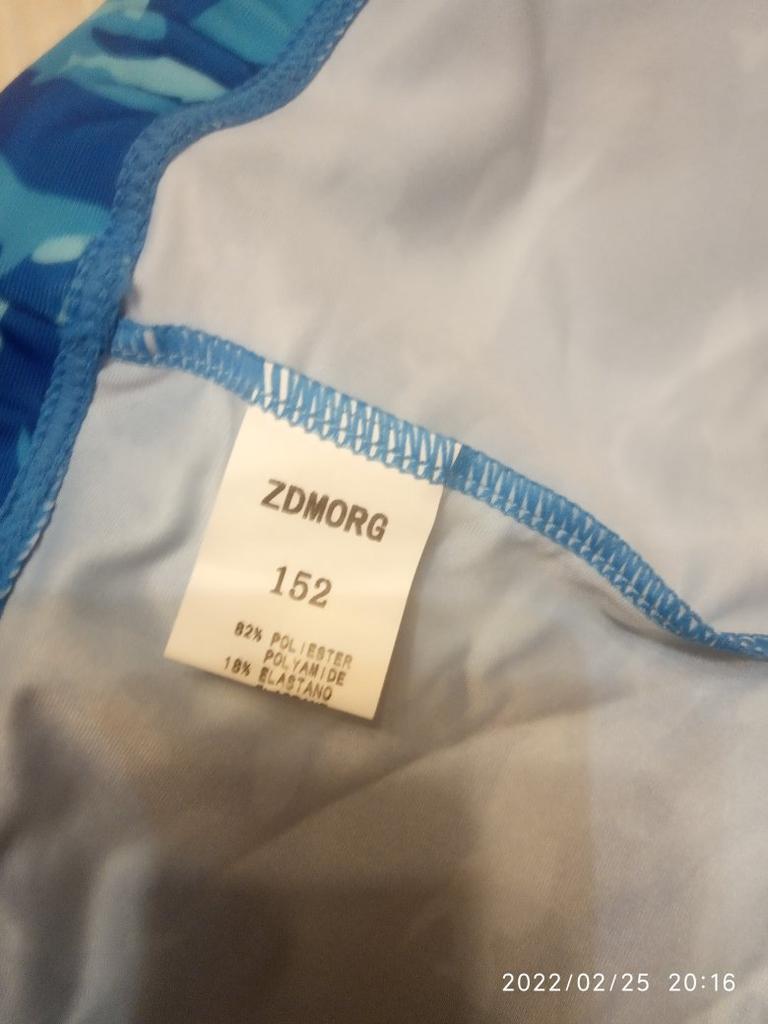 ZDMORG
152
82% POLIESTER
POLYAMIDE
18% ELASTANO
2022/02/25 20:16